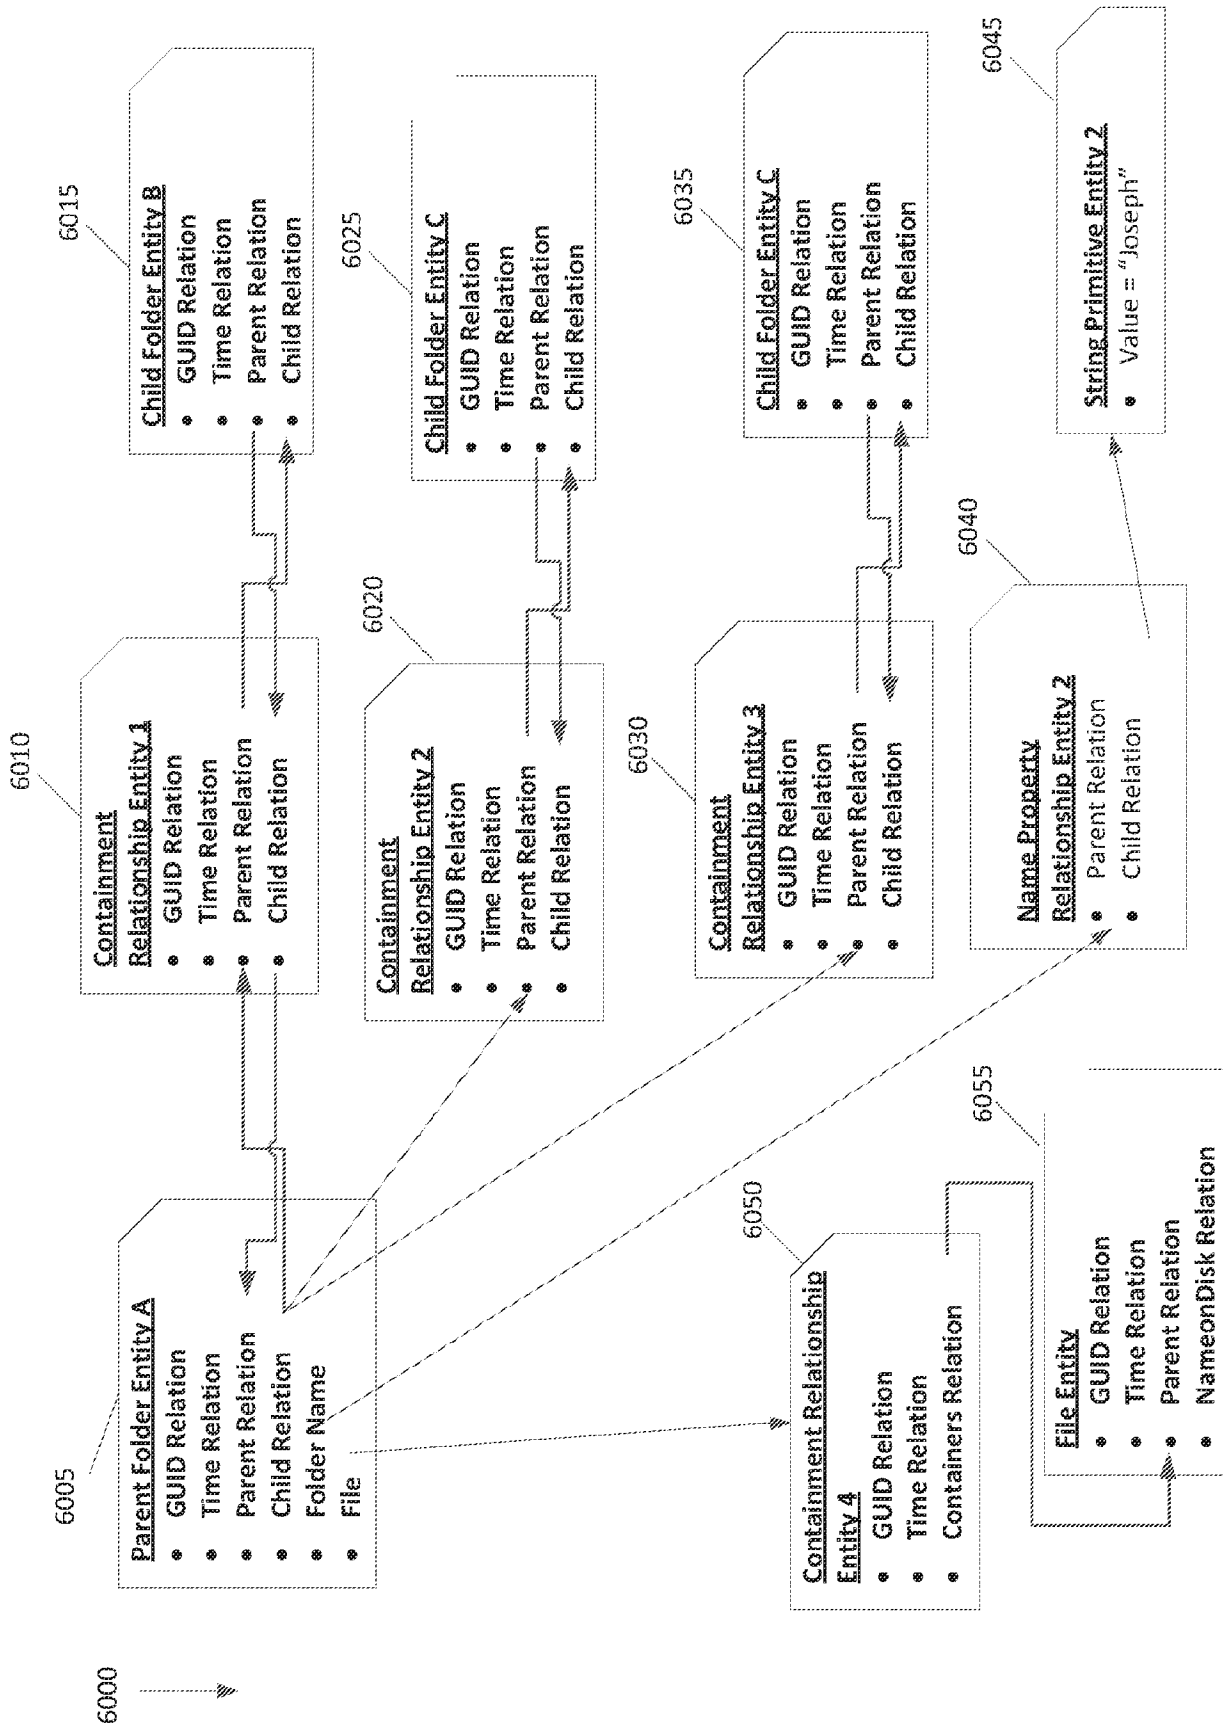 6000
6005
Parent Folder Entity A
• GUID Relation
• Time Relation
• Parent Relation
• Child Relation
• Folder Name
• File
6010
Containment
Relationship Entity 1
• GUID Relation
• Time Relation
• Parent Relation
• Child Relation
6015
Child Folder Entity B
• GUID Relation
• Time Relation
• Parent Relation
• Child Relation
6020
Containment
Relationship Entity 2
• GUID Relation
• Time Relation
• Parent Relation
• Child Relation
6025
Child Folder Entity C
• GUID Relation
• Time Relation
• Parent Relation
• Child Relation
6030
Containment
Relationship Entity 3
• GUID Relation
• Time Relation
• Parent Relation
• Child Relation
6035
Child Folder Entity C
• GUID Relation
• Time Relation
• Parent Relation
• Child Relation
6040
Name Property
Relationship Entity 2
• Parent Relation
• Child Relation
6045
String Primitive Entity 2
• Value = "Joseph"
6050
Containment Relationship
Entity 4
• GUID Relation
• Time Relation
• Containers Relation
6055
File Entity
• GUID Relation
• Time Relation
• Parent Relation
• NameonDisk Relation